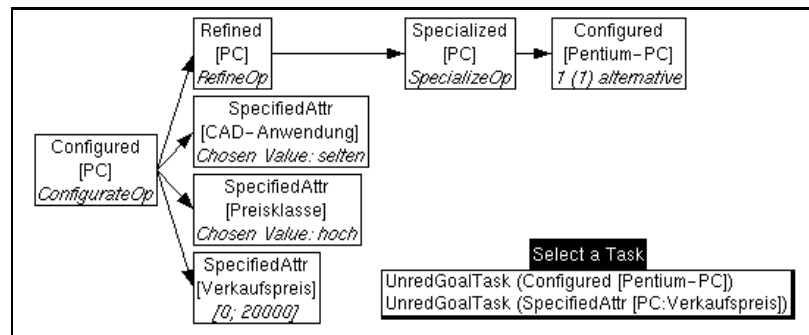 Refined
[PC]
RefineOp
Specialized
[PC]
SpecializeOp
Configured
[Pentium-PC]
1 (1) alternative
SpecifiedAttr
[CAD-Anwendung]
Chosen Value: selten
Configured
[PC]
ConfigurateOp
SpecifiedAttr
[Preisklasse]
Chosen Value: hoch
SpecifiedAttr
[Verkaufspreis]
[0; 20000]
Select a Task
UnredGoalTask (Configured [Pentium-PC])
UnredGoalTask (SpecifiedAttr [PC:Verkaufspreis])